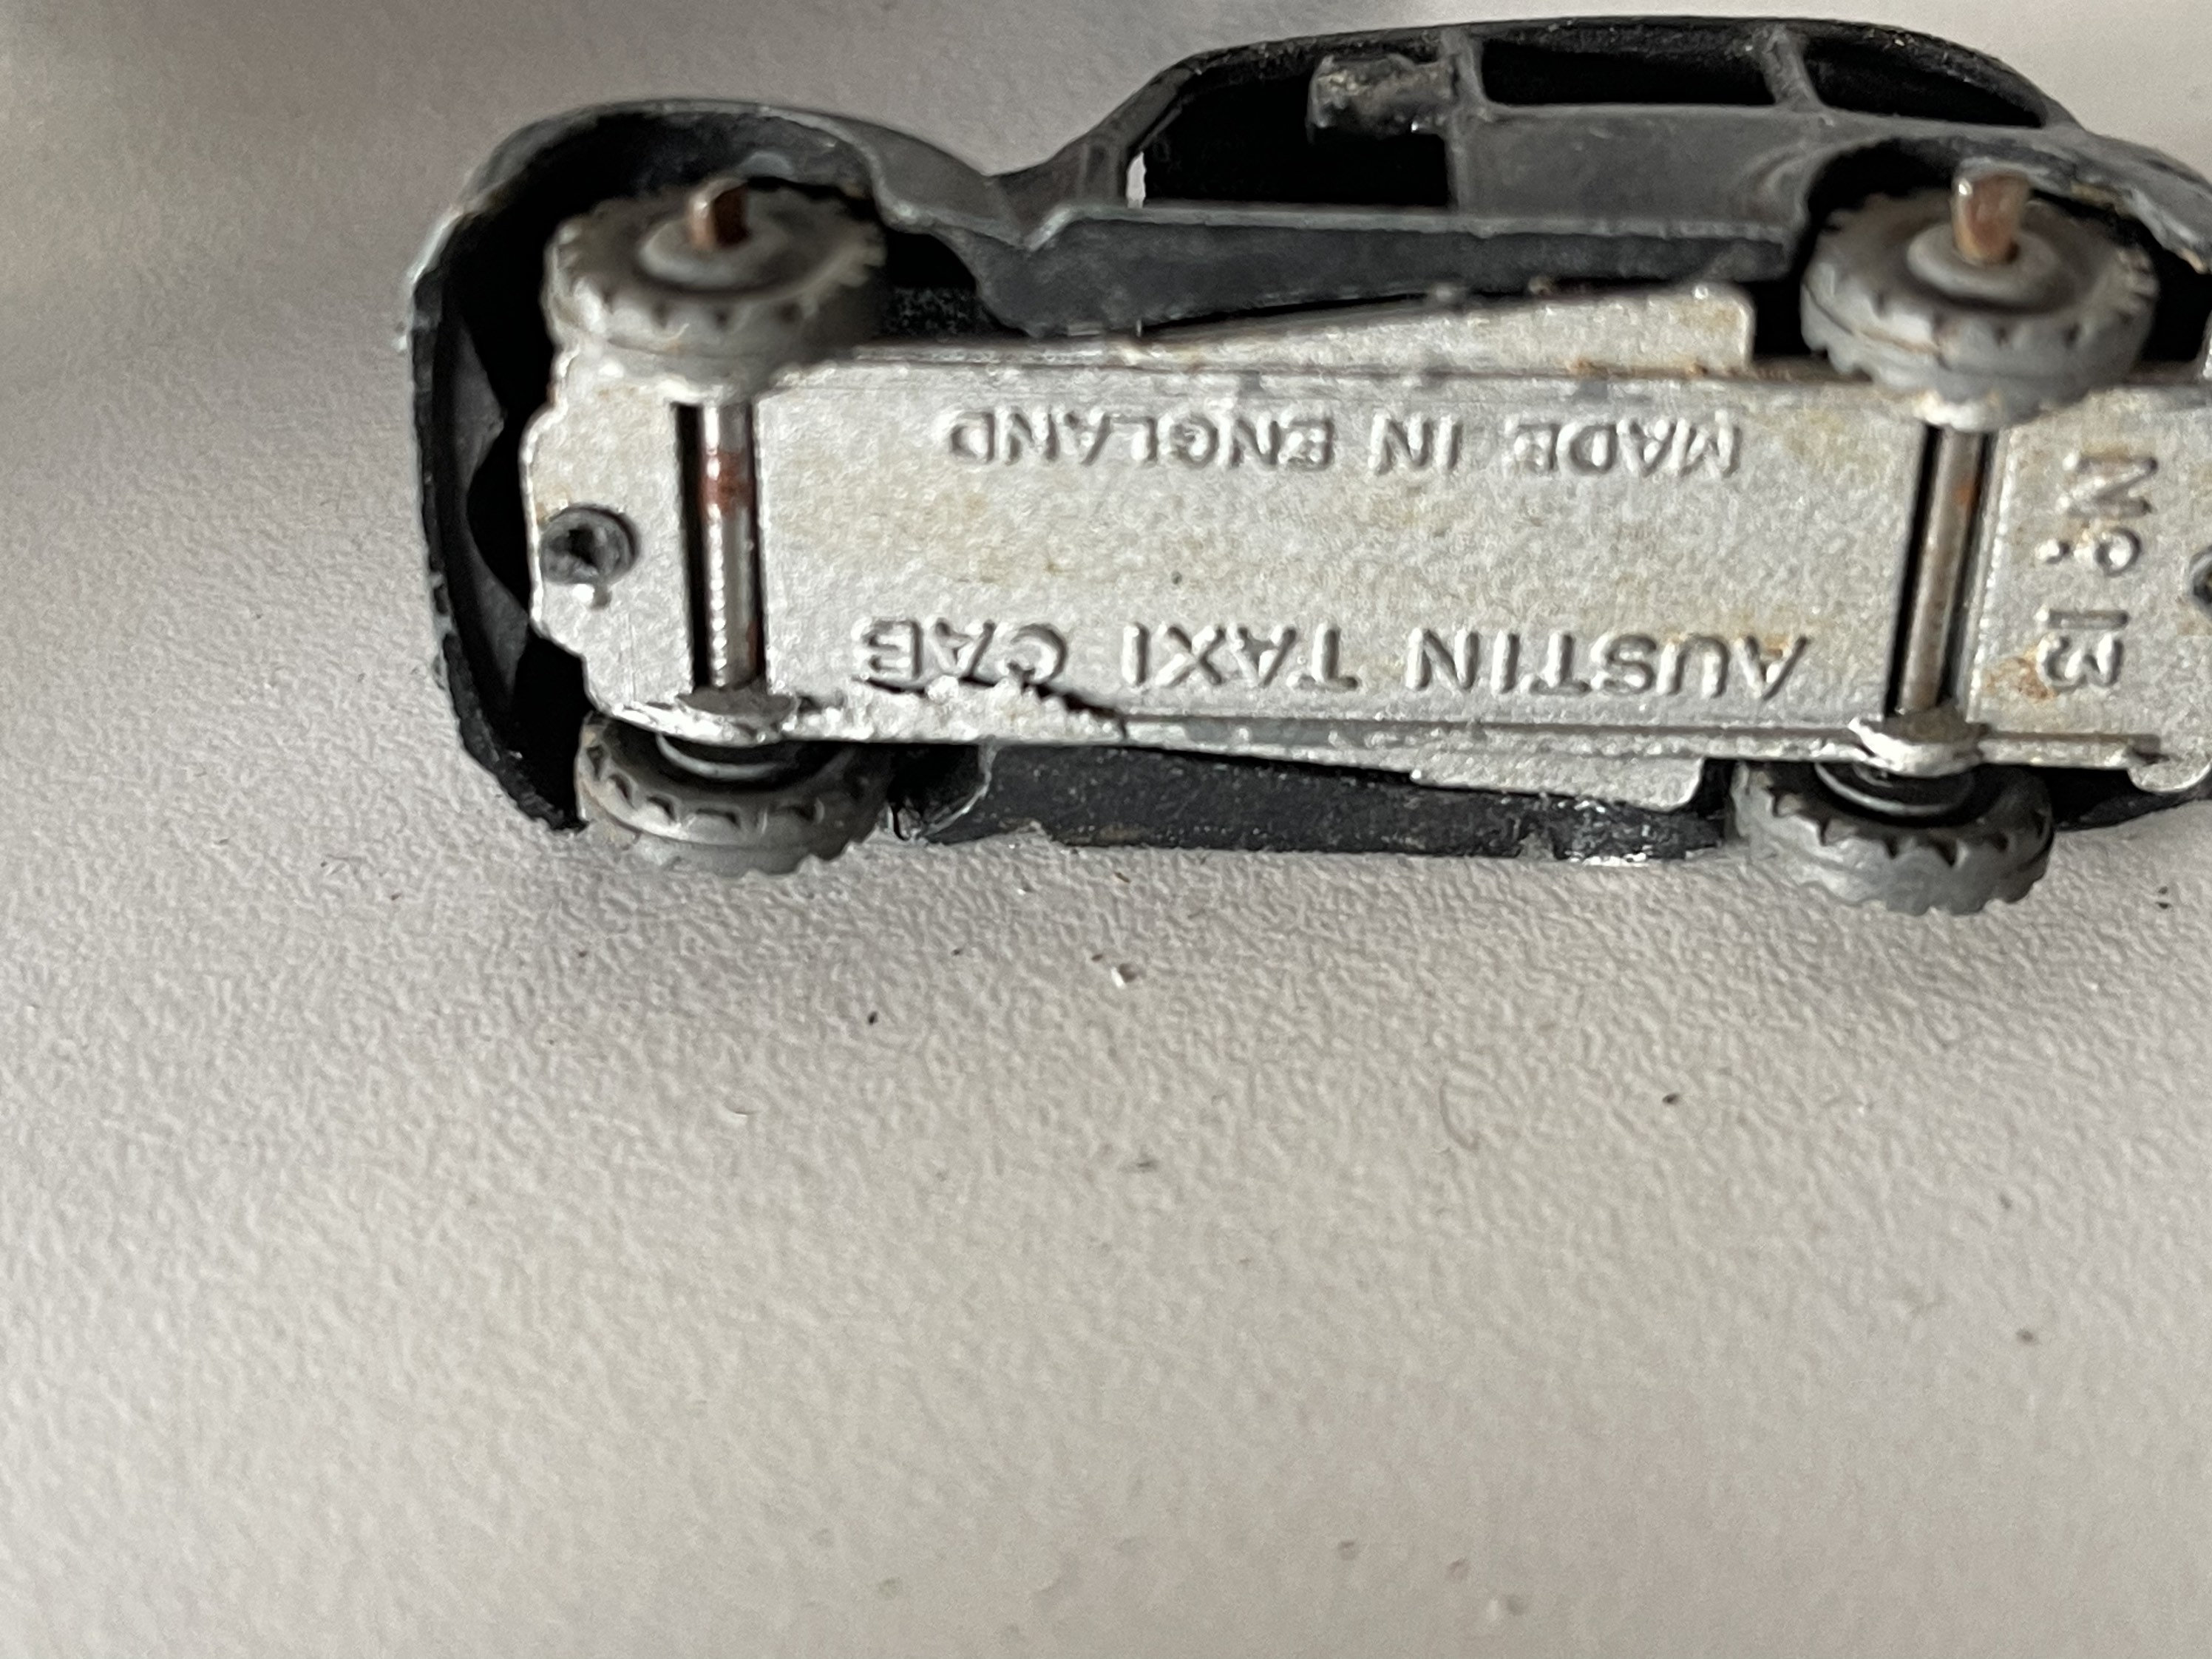 AUSTIN TAXI CAB
MADE IN ENGLAND
Nº 13